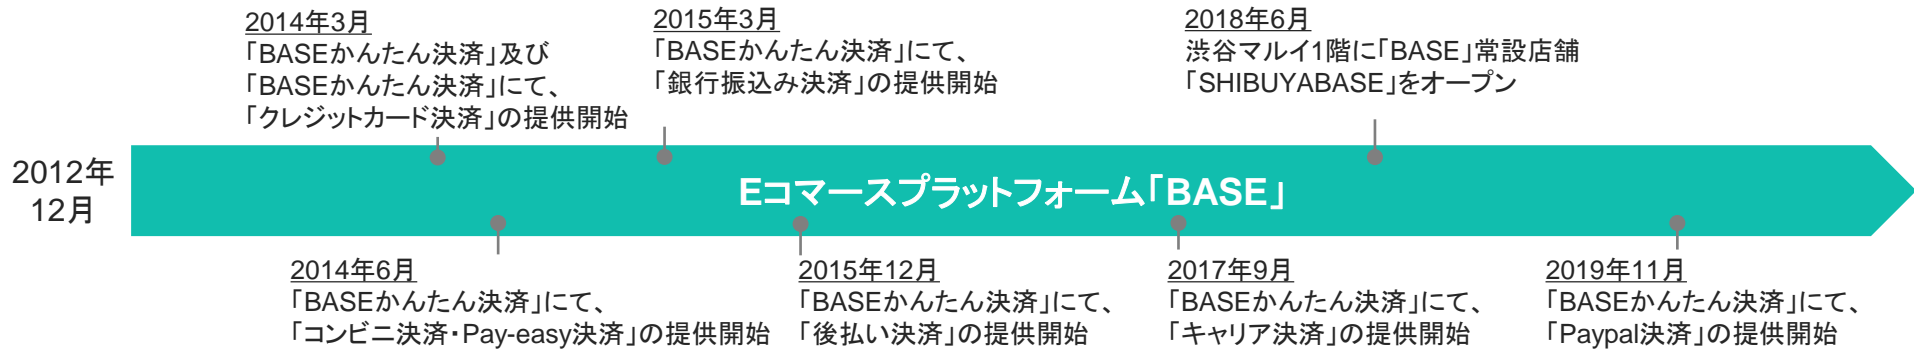 2014年3月
「BASEかんたん決済」及び
「BASEかんたん決済」にて、
「クレジットカード決済」の提供開始
2015年3月
「BASEかんたん決済」にて、
「銀行振込み決済」の提供開始
2018年6月
渋谷マルイ1階に「BASE」常設店舗
「SHIBUYABASE」をオープン
2012年
12月
Eコマースプラットフォーム「BASE」
2014年6月
「BASEかんたん決済」にて、
「コンビニ決済・Pay-easy決済」の提供開始
2015年12月
「BASEかんたん決済」にて、
「後払い決済」の提供開始
2017年9月
「BASEかんたん決済」にて、
「キャリア決済」の提供開始
2019年11月
「BASEかんたん決済」にて、
「Paypal決済」の提供開始